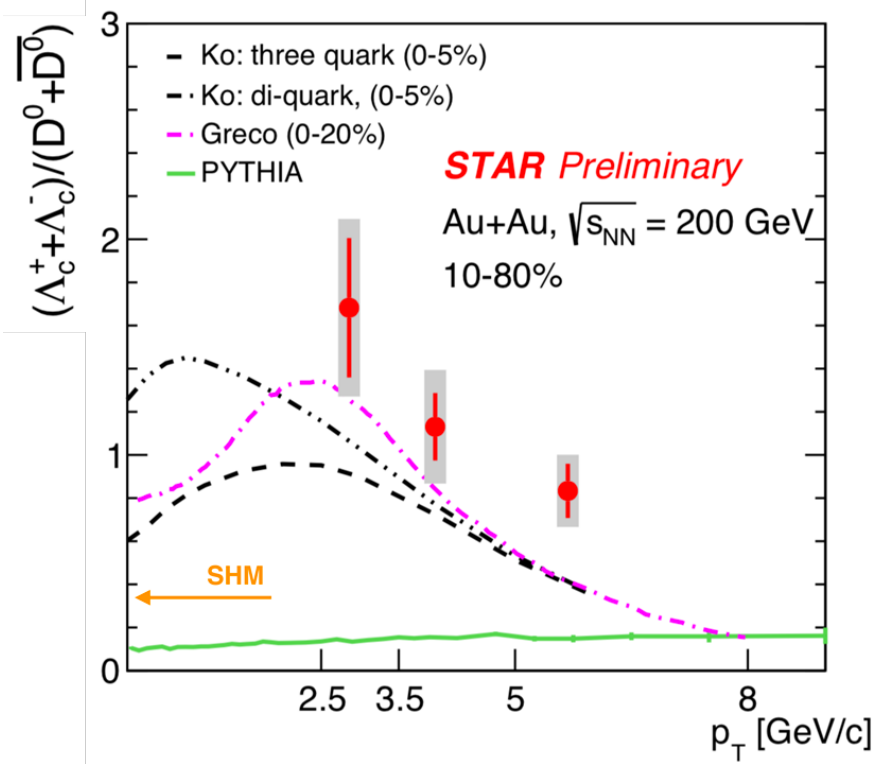 (Λc⁺+Λc⁻)/(D⁰+D̅⁰)
3
2
1
0
Ko: three quark (0-5%)
Ko: di-quark, (0-5%)
Greco (0-20%)
PYTHIA
STAR Preliminary
Au+Au, √sNN = 200 GeV
10-80%
SHM
2.5 3.5 5 8
pT [GeV/c]